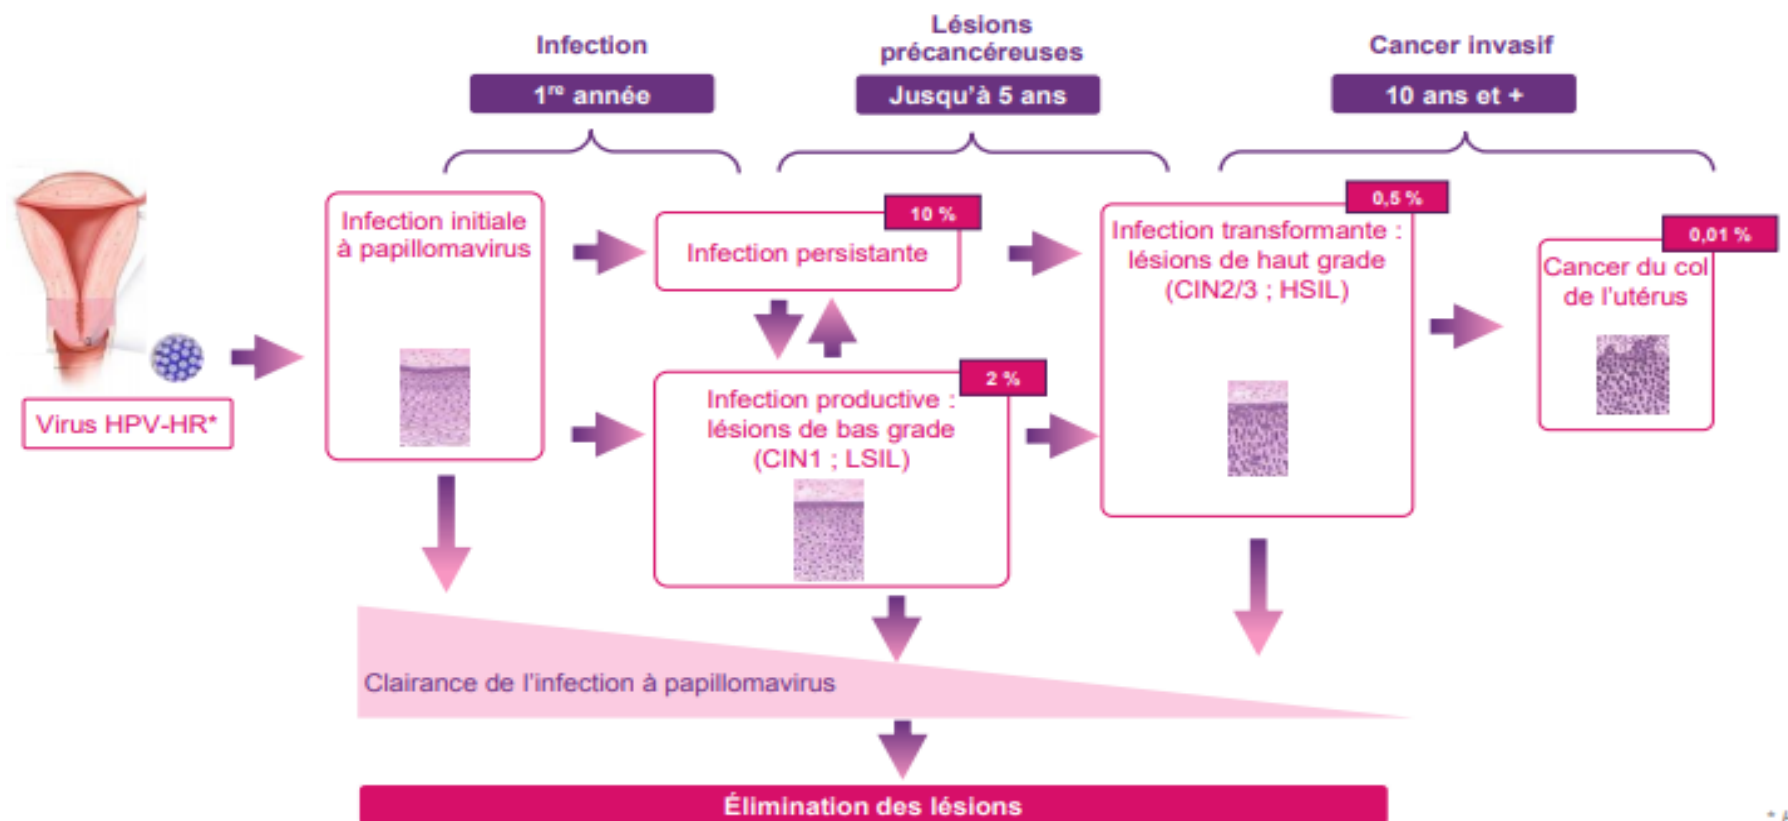 Infection
1re année
Lésions
précancéreuses
Jusqu'à 5 ans
Cancer invasif
10 ans et +
Virus HPV-HR*
Infection initiale
à papillomavirus
10 %
Infection persistante
2 %
Infection productive :
lésions de bas grade
(CIN1 ; LSIL)
0,5 %
Infection transformante :
lésions de haut grade
(CIN2/3 ; HSIL)
0,01 %
Cancer du col
de l'utérus
Clairance de l'infection à papillomavirus
Élimination des lésions